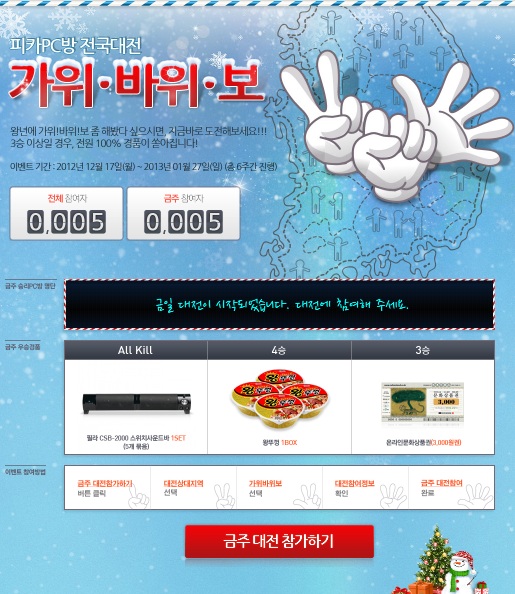 피카PC방 전국대전
가위·바위·보
왕년에 가위!바위!보 좀 해봤다 싶으시면, 지금바로 도전해보세요!!!
3승 이상일 경우, 전원 100% 경품이 쏟아집니다!
이벤트 기간 : 2012년 12월 17일(월) ~ 2013년 01월 27일(일) (총 6주간 진행)
전체 참여자
금주 참여자
0,005
0,005
금주 승리PC방 명단
금일 대전이 시작되었습니다. 대전에 참여해 주세요.
금주 우승경품
All Kill
4승
3승
필라 CSB-2000 스위치사운드바 1SET
(5개 묶음)
왕뚜껑 1BOX
온라인문화상품권(3,000원권)
이벤트 참여방법
금주 대전참가하기
버튼 클릭
대전상대지역
선택
가위바위보
선택
대전참여정보
확인
금주 대전참여
완료
금주 대전 참가하기